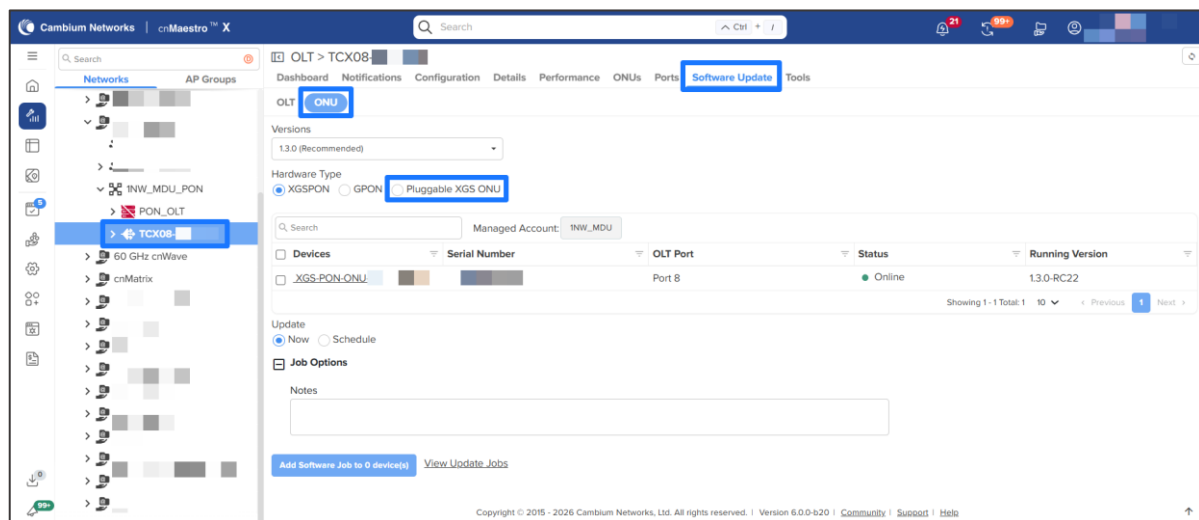 Cambium Networks | cnMaestro™ X
Search
Ctrl + /
21
99+
Search
Networks AP Groups
1NW_MDU_PON
PON_OLT
TCX08-
60 GHz cnWave
cnMatrix
5
0
99+
OLT > TCX08-
Dashboard Notifications Configuration Details Performance ONUs Ports Software Update Tools
OLT ONU
Versions
1.3.0 (Recommended)
Hardware Type
XGSPON GPON Pluggable XGS ONU
Search Managed Account: 1NW_MDU
Devices Serial Number OLT Port Status Running Version
XGS-PON-ONU- Port 8 Online 1.3.0-RC22
Showing 1 - 1 Total: 1 10 < Previous 1 Next >
Update
Now Schedule
Job Options
Notes
Add Software Job to 0 device(s) View Update Jobs
Copyright © 2015 - 2026 Cambium Networks, Ltd. All rights reserved. | Version 6.0.0-b20 | Community | Support | Help